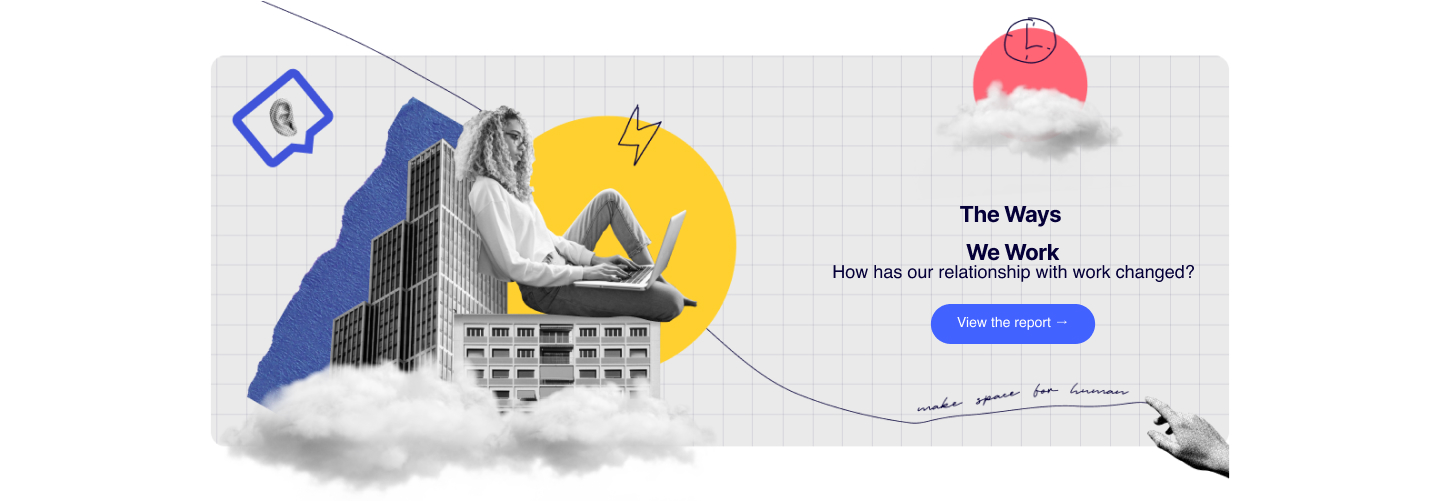 The Ways
We Work
How has our relationship with work changed?
View the report →
make space for human